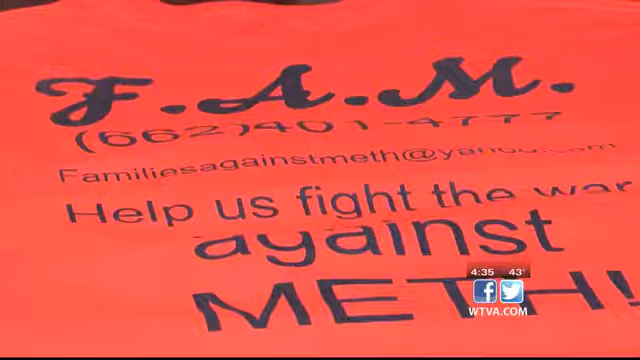 F.A.M.
(662)401-4777
Familiesagainstmeth@yahoo.com
Help us fight the war
against
METH!
4:35 43°
WTVA.COM